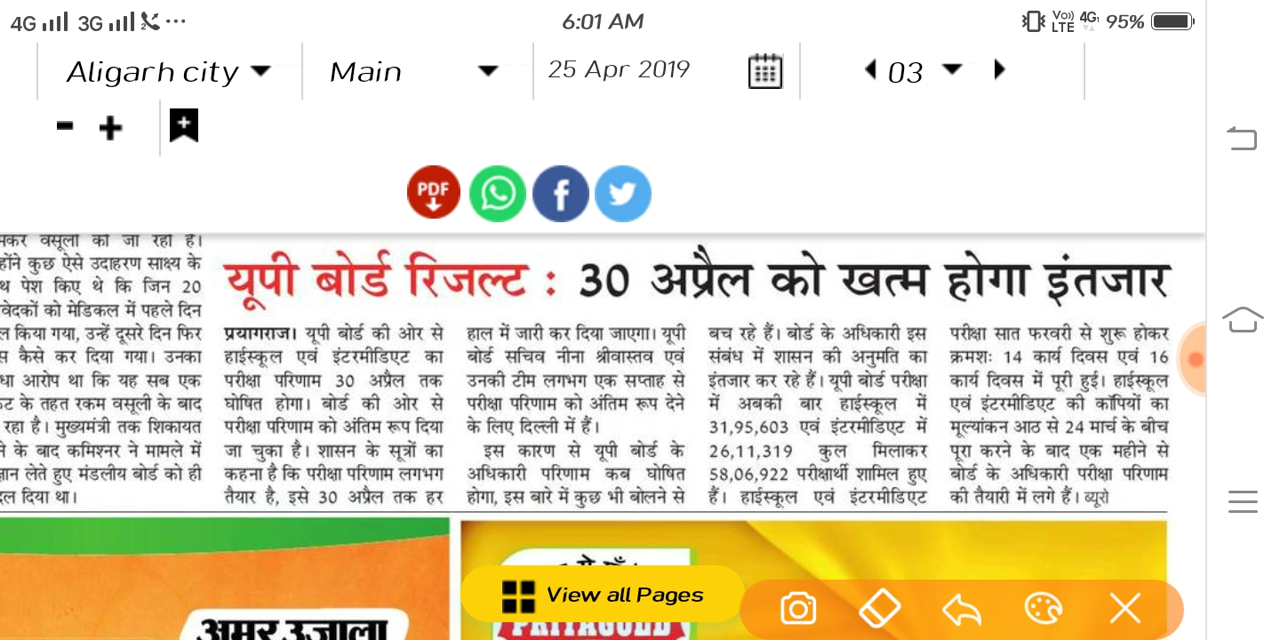 4G 3G
6:01 AM
Vo)) LTE 4G 95%
Aligarh city Main 25 Apr 2019 03
- +
PDF
वसूली की जा रही है।
होंने कुछ ऐसे उदाहरण साक्ष्य के
पेश किए थे कि जिन 20
वेदकों को मेडिकल में पहले दिन
किया गया, उन्हें दूसरे दिन फिर
कैसे कर दिया गया। उनका
आरोप था कि यह सब एक
के तहत रकम वसूली के बाद
रहा है। मुख्यमंत्री तक शिकायत
के बाद कमिश्नर ने मामले में
लेते हुए मंडलीय बोर्ड को ही
दिया था।
यूपी बोर्ड रिजल्ट : 30 अप्रैल को खत्म होगा इंतजार
प्रयागराज। यूपी बोर्ड की ओर से
हाईस्कूल एवं इंटरमीडिएट का
परीक्षा परिणाम 30 अप्रैल तक
घोषित होगा। बोर्ड की ओर से
परीक्षा परिणाम को अंतिम रूप दिया
जा चुका है। शासन के सूत्रों का
कहना है कि परीक्षा परिणाम लगभग
तैयार है, इसे 30 अप्रैल तक हर
हाल में जारी कर दिया जाएगा। यूपी
बोर्ड सचिव नीना श्रीवास्तव एवं
उनकी टीम लगभग एक सप्ताह से
परीक्षा परिणाम को अंतिम रूप देने
के लिए दिल्ली में हैं।
इस कारण से यूपी बोर्ड के
अधिकारी परिणाम कब घोषित
होगा, इस बारे में कुछ भी बोलने से
बच रहे हैं। बोर्ड के अधिकारी इस
संबंध में शासन की अनुमति का
इंतजार कर रहे हैं। यूपी बोर्ड परीक्षा
में अबकी बार हाईस्कूल में
31,95,603 एवं इंटरमीडिएट में
26,11,319 कुल मिलाकर
58,06,922 परीक्षार्थी शामिल हुए
हैं। हाईस्कूल एवं इंटरमीडिएट
परीक्षा सात फरवरी से शुरू होकर
क्रमशः 14 कार्य दिवस एवं 16
कार्य दिवस में पूरी हुई। हाईस्कूल
एवं इंटरमीडिएट की कॉपियों का
मूल्यांकन आठ से 24 मार्च के बीच
पूरा करने के बाद एक महीने से
बोर्ड के अधिकारी परीक्षा परिणाम
की तैयारी में लगे हैं। ब्यूरो
अमर उजाला
View all Pages
PRIYAGOLD